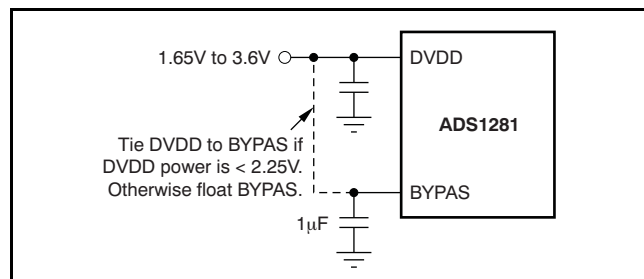 1.65V to 3.6V
DVDD
ADS1281
Tie DVDD to BYPAS if
DVDD power is < 2.25V.
Otherwise float BYPAS.
BYPAS
1μF